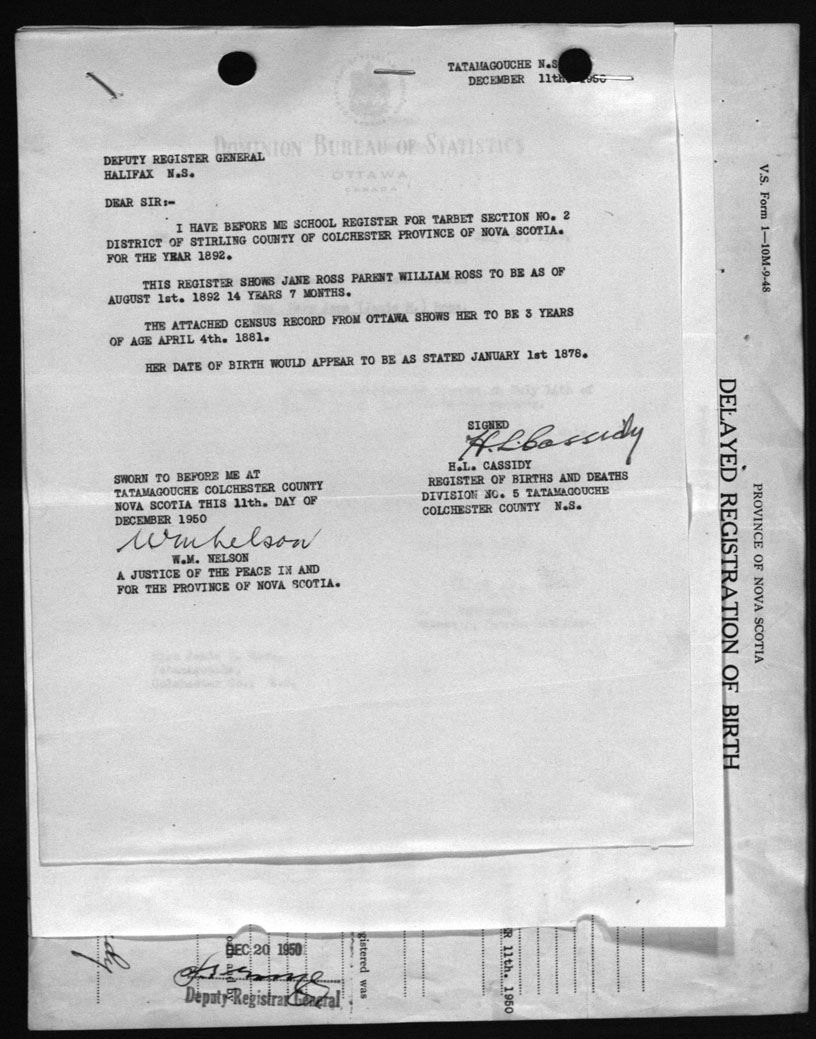 TATAMAGOUCHE N.S.
DECEMBER 11th. 1950
DOMINION BUREAU OF STATISTICS
OTTAWA
CANADA
DEPUTY REGISTER GENERAL
HALIFAX N.S.
DEAR SIR:-
I HAVE BEFORE ME SCHOOL REGISTER FOR TARBET SECTION NO. 2
DISTRICT OF STIRLING COUNTY OF COLCHESTER PROVINCE OF NOVA SCOTIA.
FOR THE YEAR 1892.
THIS REGISTER SHOWS JANE ROSS PARENT WILLIAM ROSS TO BE AS OF
AUGUST 1st. 1892 14 YEARS 7 MONTHS.
THE ATTACHED CENSUS RECORD FROM OTTAWA SHOWS HER TO BE 3 YEARS
OF AGE APRIL 4th. 1881.
HER DATE OF BIRTH WOULD APPEAR TO BE AS STATED JANUARY 1st 1878.
SIGNED
H.L. Cassidy
H.L. CASSIDY
REGISTER OF BIRTHS AND DEATHS
DIVISION NO. 5 TATAMAGOUCHE
COLCHESTER COUNTY N.S.
SWORN TO BEFORE ME AT
TATAMAGOUCHE COLCHESTER COUNTY
NOVA SCOTIA THIS 11th. DAY OF
DECEMBER 1950
W m Nelson
W.M. NELSON
A JUSTICE OF THE PEACE IN AND
FOR THE PROVINCE OF NOVA SCOTIA.
V.S. Form 1—10M-9-48
PROVINCE OF NOVA SCOTIA
DELAYED REGISTRATION OF BIRTH
DEC 20 1950
Deputy Registrar General
gistered was
R 11th. 1950
dy